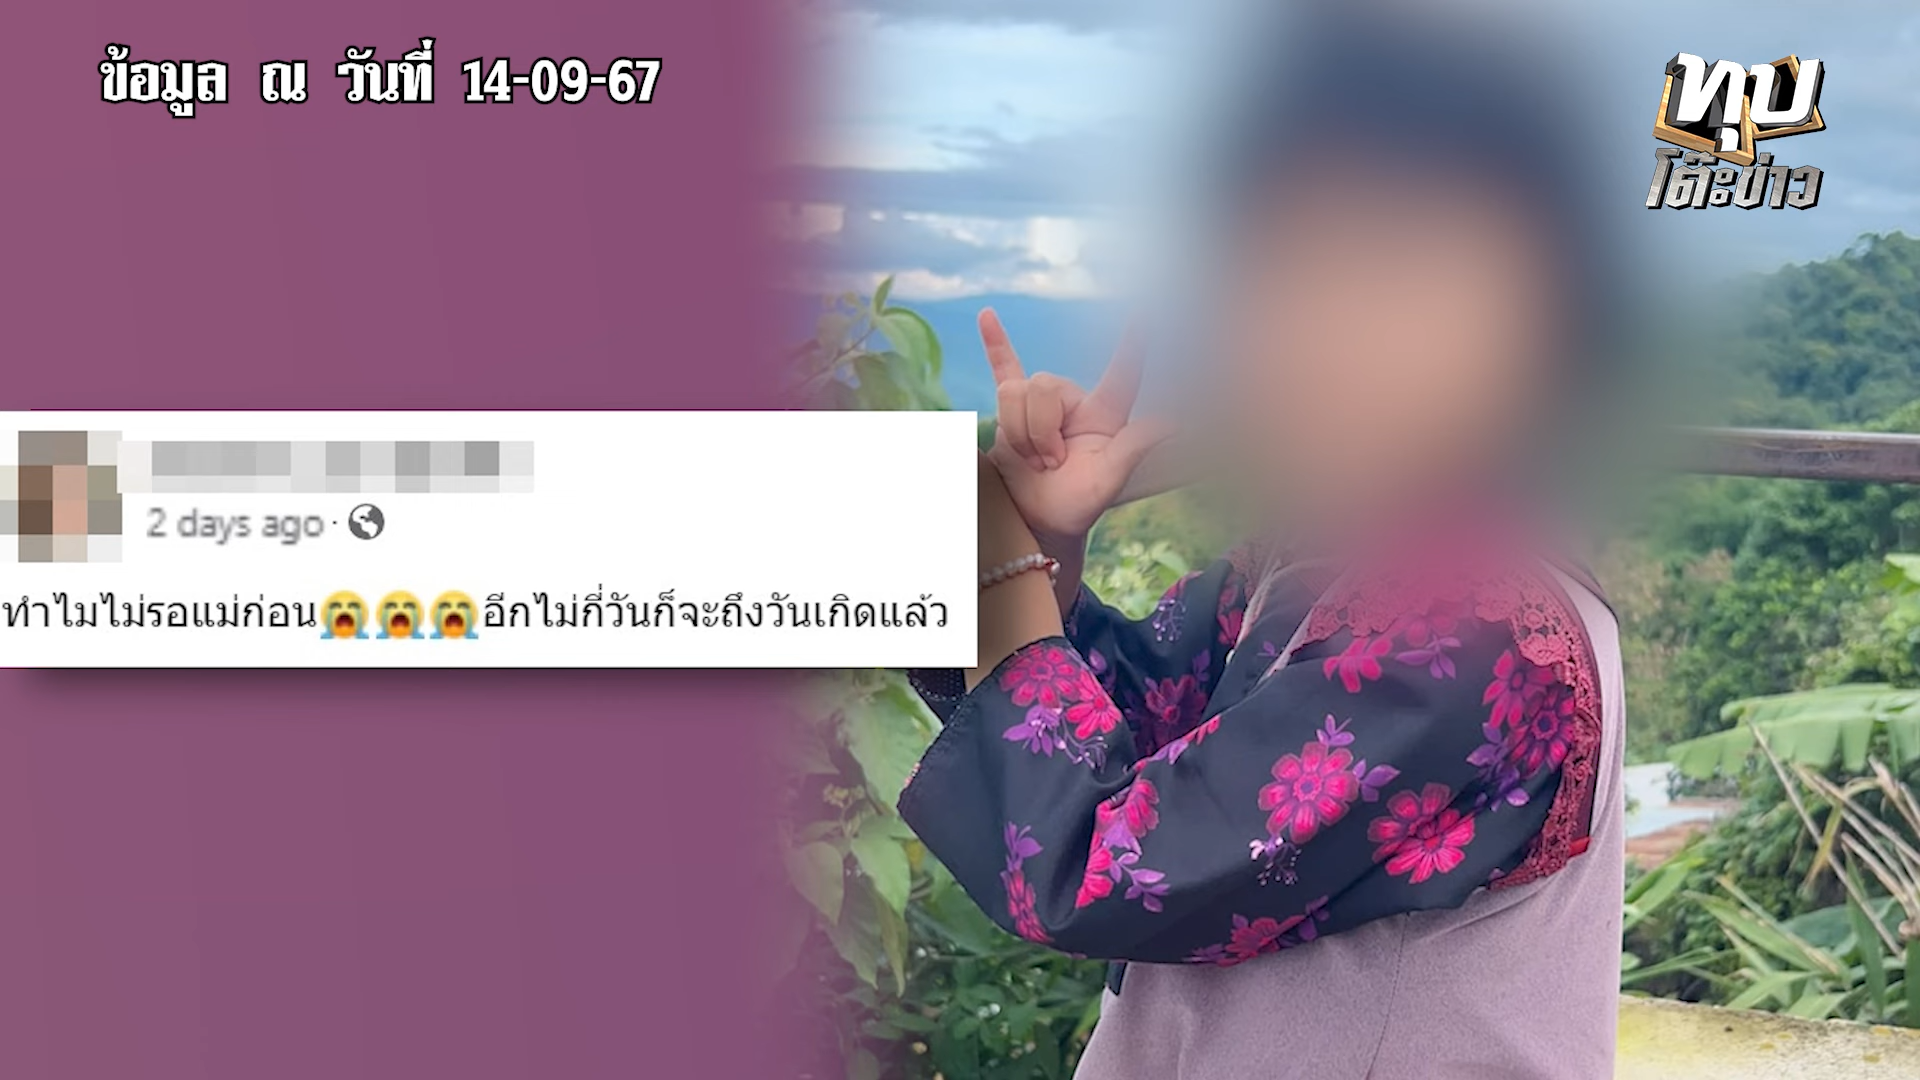 ข้อมูล ณ วันที่ 14-09-67
ทุบ
โต๊ะข่าว
2 days ago ·
ทำไมไม่รอแม่ก่อน😭😭😭อีกไม่กี่วันก็จะถึงวันเกิดแล้ว